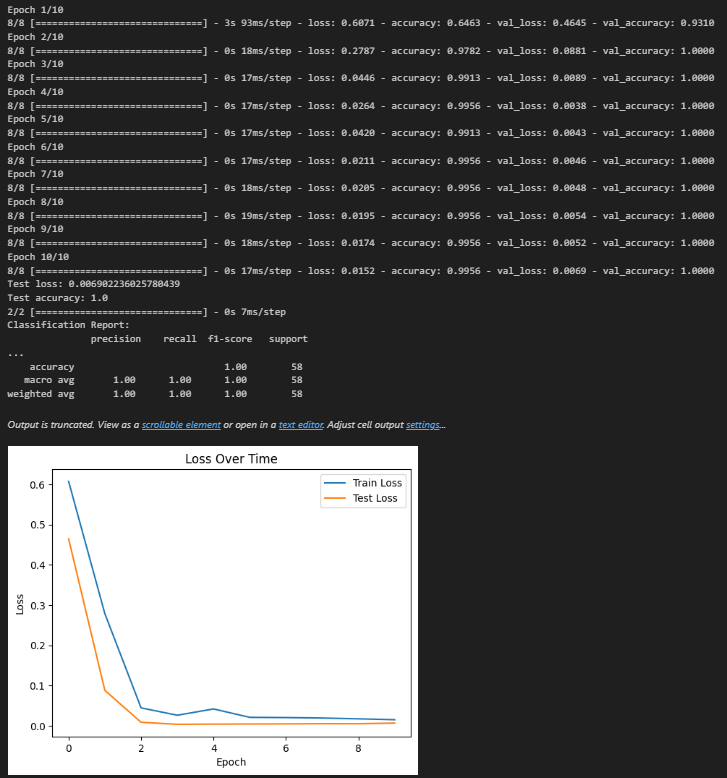 Epoch 1/10
8/8 [==============================] - 3s 93ms/step - loss: 0.6071 - accuracy: 0.6463 - val_loss: 0.4645 - val_accuracy: 0.9310
Epoch 2/10
8/8 [==============================] - 0s 18ms/step - loss: 0.2787 - accuracy: 0.9782 - val_loss: 0.0881 - val_accuracy: 1.0000
Epoch 3/10
8/8 [==============================] - 0s 17ms/step - loss: 0.0446 - accuracy: 0.9913 - val_loss: 0.0089 - val_accuracy: 1.0000
Epoch 4/10
8/8 [==============================] - 0s 17ms/step - loss: 0.0264 - accuracy: 0.9956 - val_loss: 0.0038 - val_accuracy: 1.0000
Epoch 5/10
8/8 [==============================] - 0s 17ms/step - loss: 0.0420 - accuracy: 0.9913 - val_loss: 0.0043 - val_accuracy: 1.0000
Epoch 6/10
8/8 [==============================] - 0s 17ms/step - loss: 0.0211 - accuracy: 0.9956 - val_loss: 0.0046 - val_accuracy: 1.0000
Epoch 7/10
8/8 [==============================] - 0s 18ms/step - loss: 0.0205 - accuracy: 0.9956 - val_loss: 0.0048 - val_accuracy: 1.0000
Epoch 8/10
8/8 [==============================] - 0s 19ms/step - loss: 0.0195 - accuracy: 0.9956 - val_loss: 0.0054 - val_accuracy: 1.0000
Epoch 9/10
8/8 [==============================] - 0s 18ms/step - loss: 0.0174 - accuracy: 0.9956 - val_loss: 0.0052 - val_accuracy: 1.0000
Epoch 10/10
8/8 [==============================] - 0s 17ms/step - loss: 0.0152 - accuracy: 0.9956 - val_loss: 0.0069 - val_accuracy: 1.0000
Test loss: 0.006902236025780439
Test accuracy: 1.0
2/2 [==============================] - 0s 7ms/step
Classification Report:
precision recall f1-score support
...
accuracy 1.00 58
macro avg 1.00 1.00 1.00 58
weighted avg 1.00 1.00 1.00 58
Output is truncated. View as a scrollable element or open in a text editor. Adjust cell output settings...
Loss Over Time
Train Loss
Test Loss
0.6
0.5
0.4
0.3
0.2
0.1
0.0
Loss
0 2 4 6 8
Epoch